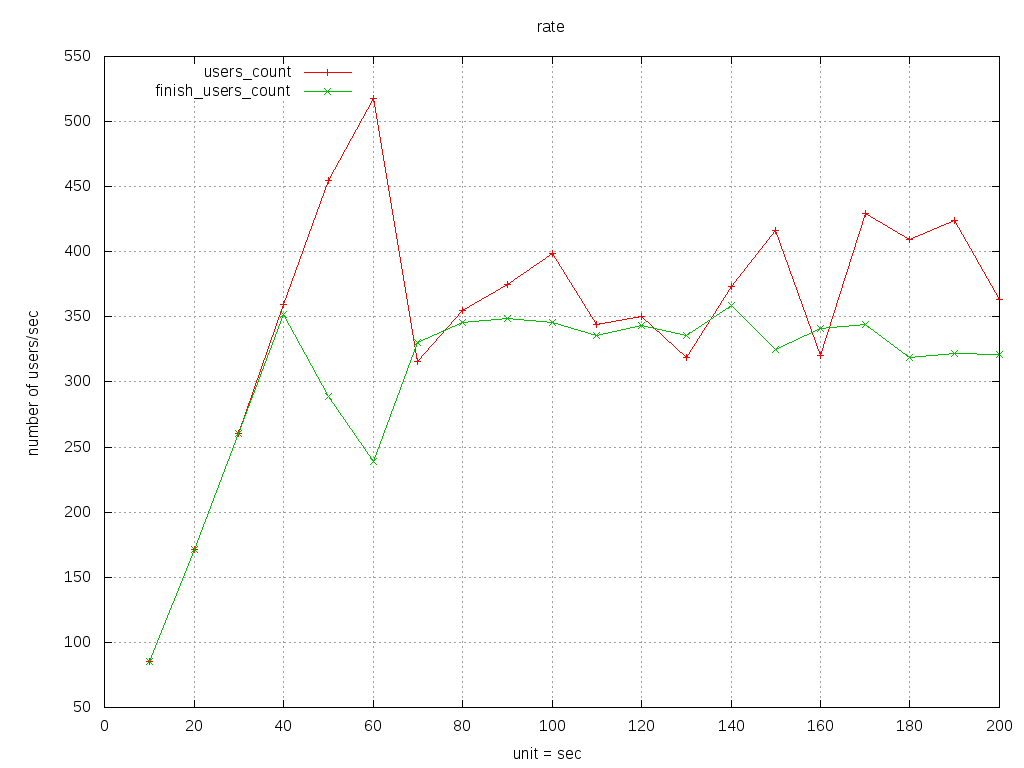 rate
users_count
finish_users_count
550
500
450
400
350
300
250
200
150
100
50
number of users/sec
0 20 40 60 80 100 120 140 160 180 200
unit = sec